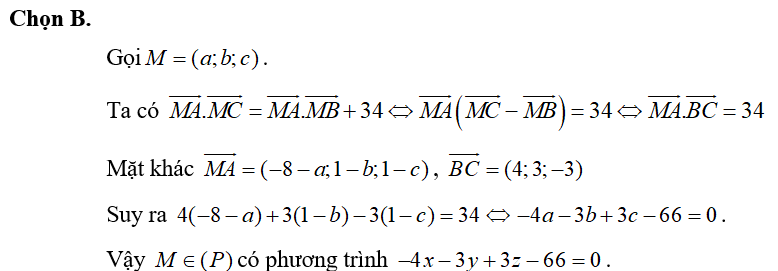 Chọn B.
Gọi M = (a;b;c).
Ta có $\overrightarrow{MA}.\overrightarrow{MC} = \overrightarrow{MA}.\overrightarrow{MB} + 34 \Leftrightarrow \overrightarrow{MA}\left(\overrightarrow{MC} - \overrightarrow{MB}\right) = 34 \Leftrightarrow \overrightarrow{MA}.\overrightarrow{BC} = 34$
Mặt khác $\overrightarrow{MA} = (-8-a;1-b;1-c)$, $\overrightarrow{BC} = (4;3;-3)$
Suy ra $4(-8-a)+3(1-b)-3(1-c) = 34 \Leftrightarrow -4a-3b+3c-66 = 0$.
Vậy $M \in (P)$ có phương trình $-4x-3y+3z-66 = 0$.